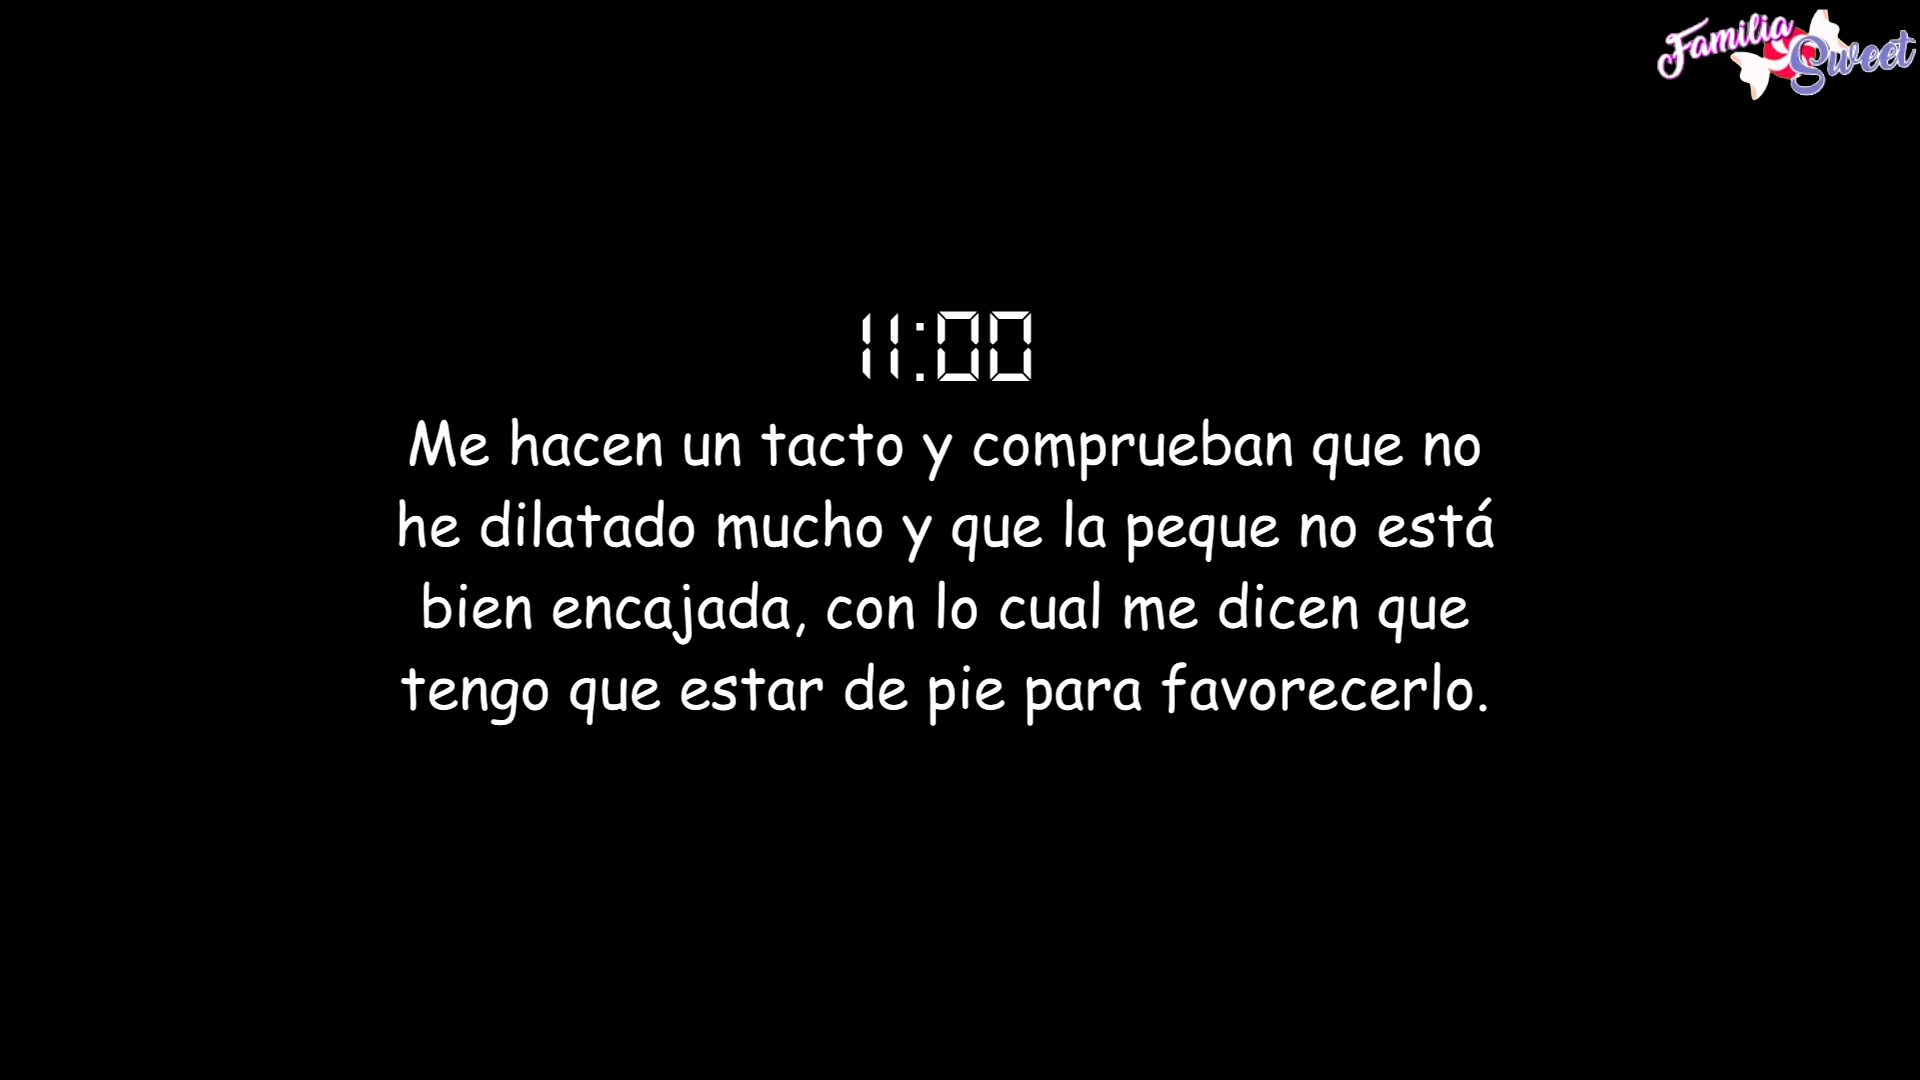 Familia
Sweet
11:00
Me hacen un tacto y comprueban que no
he dilatado mucho y que la peque no está
bien encajada, con lo cual me dicen que
tengo que estar de pie para favorecerlo.